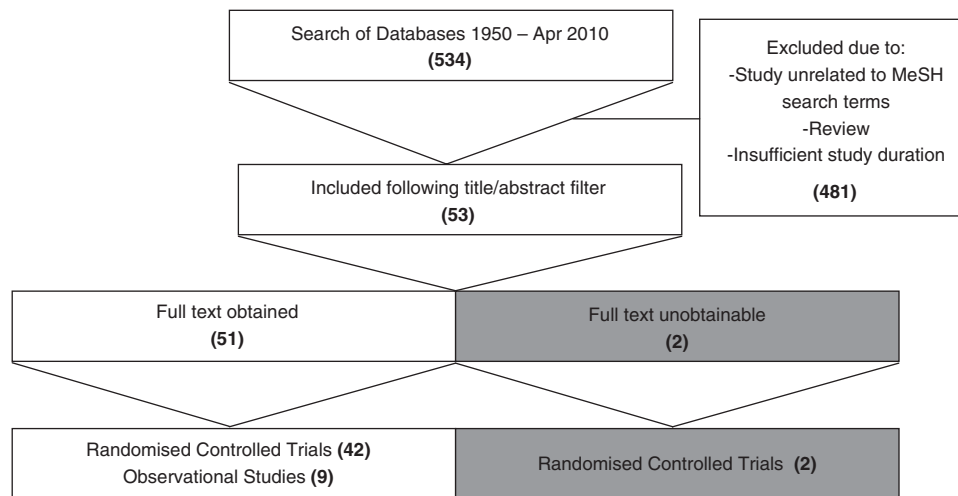 Search of Databases 1950 – Apr 2010
(534)
Excluded due to:
-Study unrelated to MeSH
search terms
-Review
-Insufficient study duration
(481)
Included following title/abstract filter
(53)
Full text obtained
(51)
Full text unobtainable
(2)
Randomised Controlled Trials (42)
Observational Studies (9)
Randomised Controlled Trials (2)